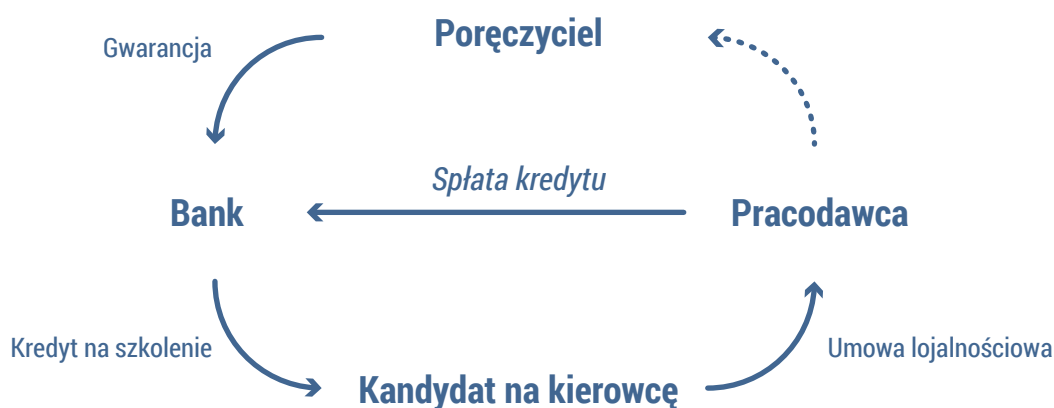 Poręczyciel
Gwarancja
Spłata kredytu
Bank
Pracodawca
Kredyt na szkolenie
Umowa lojalnościowa
Kandydat na kierowcę